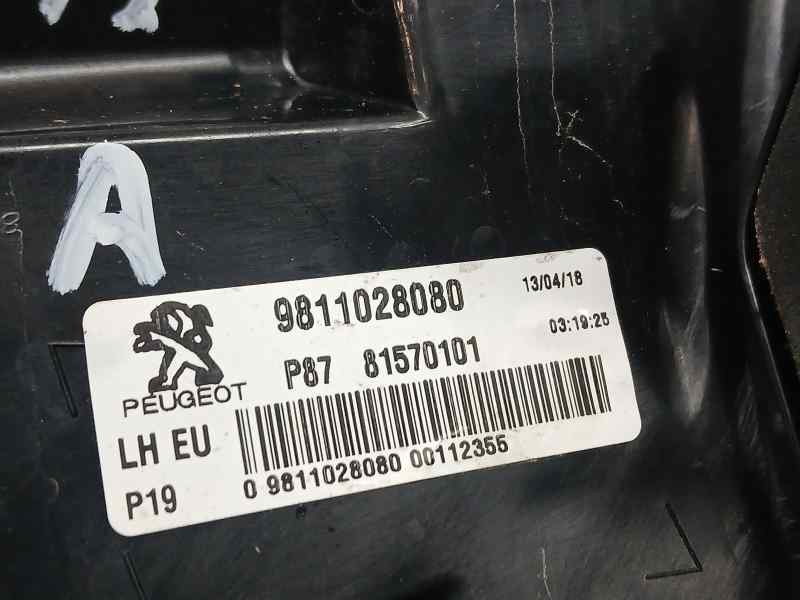 A
9811028080 13/04/18
P87 81570101 03:19:25
PEUGEOT
LH EU
P19
0 9811028080 00112355